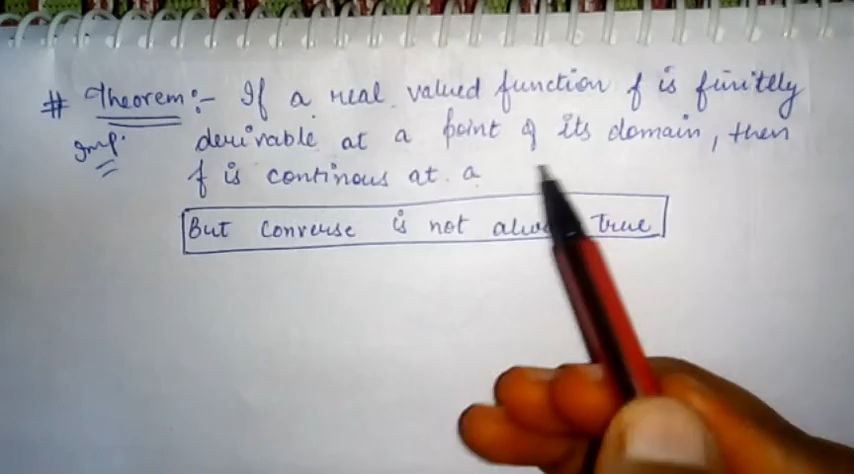 # Theorem :- If a real valued function f is finitely
Imp. derivable at a point of its domain, then
f is continous at a
But converse is not true